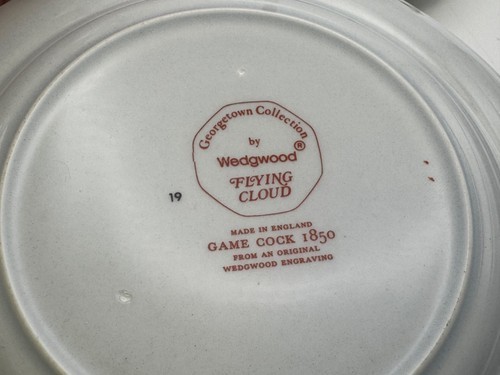 Georgetown Collection
by
Wedgwood®
FLYING
CLOUD
19
MADE IN ENGLAND
GAME COCK 1850
FROM AN ORIGINAL
WEDGWOOD ENGRAVING